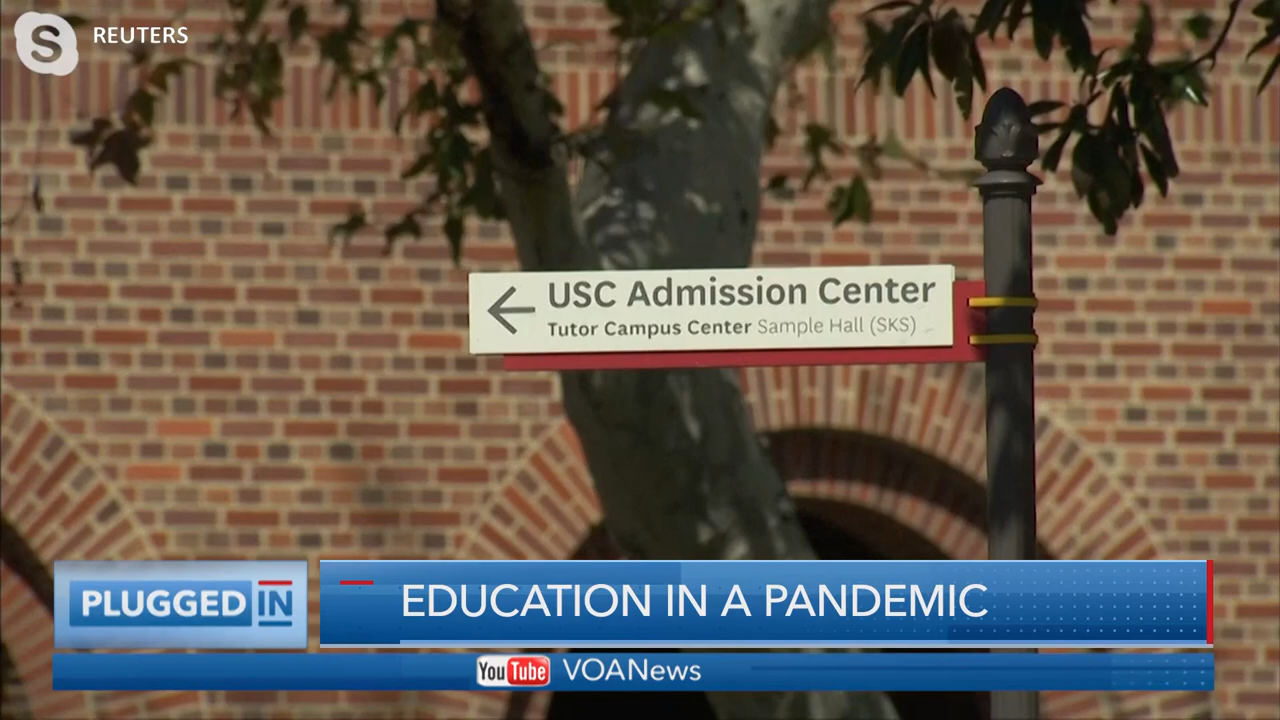 S REUTERS
USC Admission Center
Tutor Campus Center Sample Hall (SKS)
PLUGGED IN
EDUCATION IN A PANDEMIC
YouTube VOANews